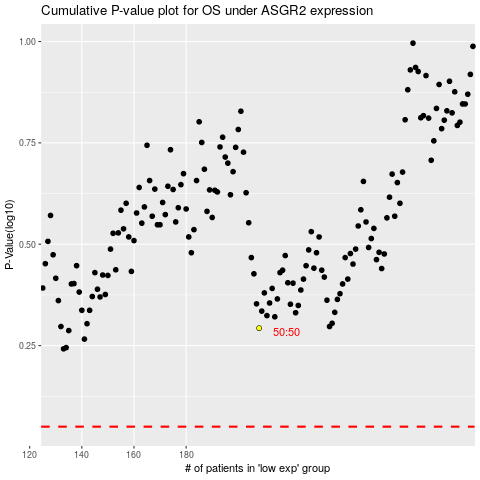 Cumulative P-value plot for OS under ASGR2 expression
P-Value(log10)
1.00
0.75
0.50
0.25
50:50
120 140 160 180
# of patients in 'low exp' group